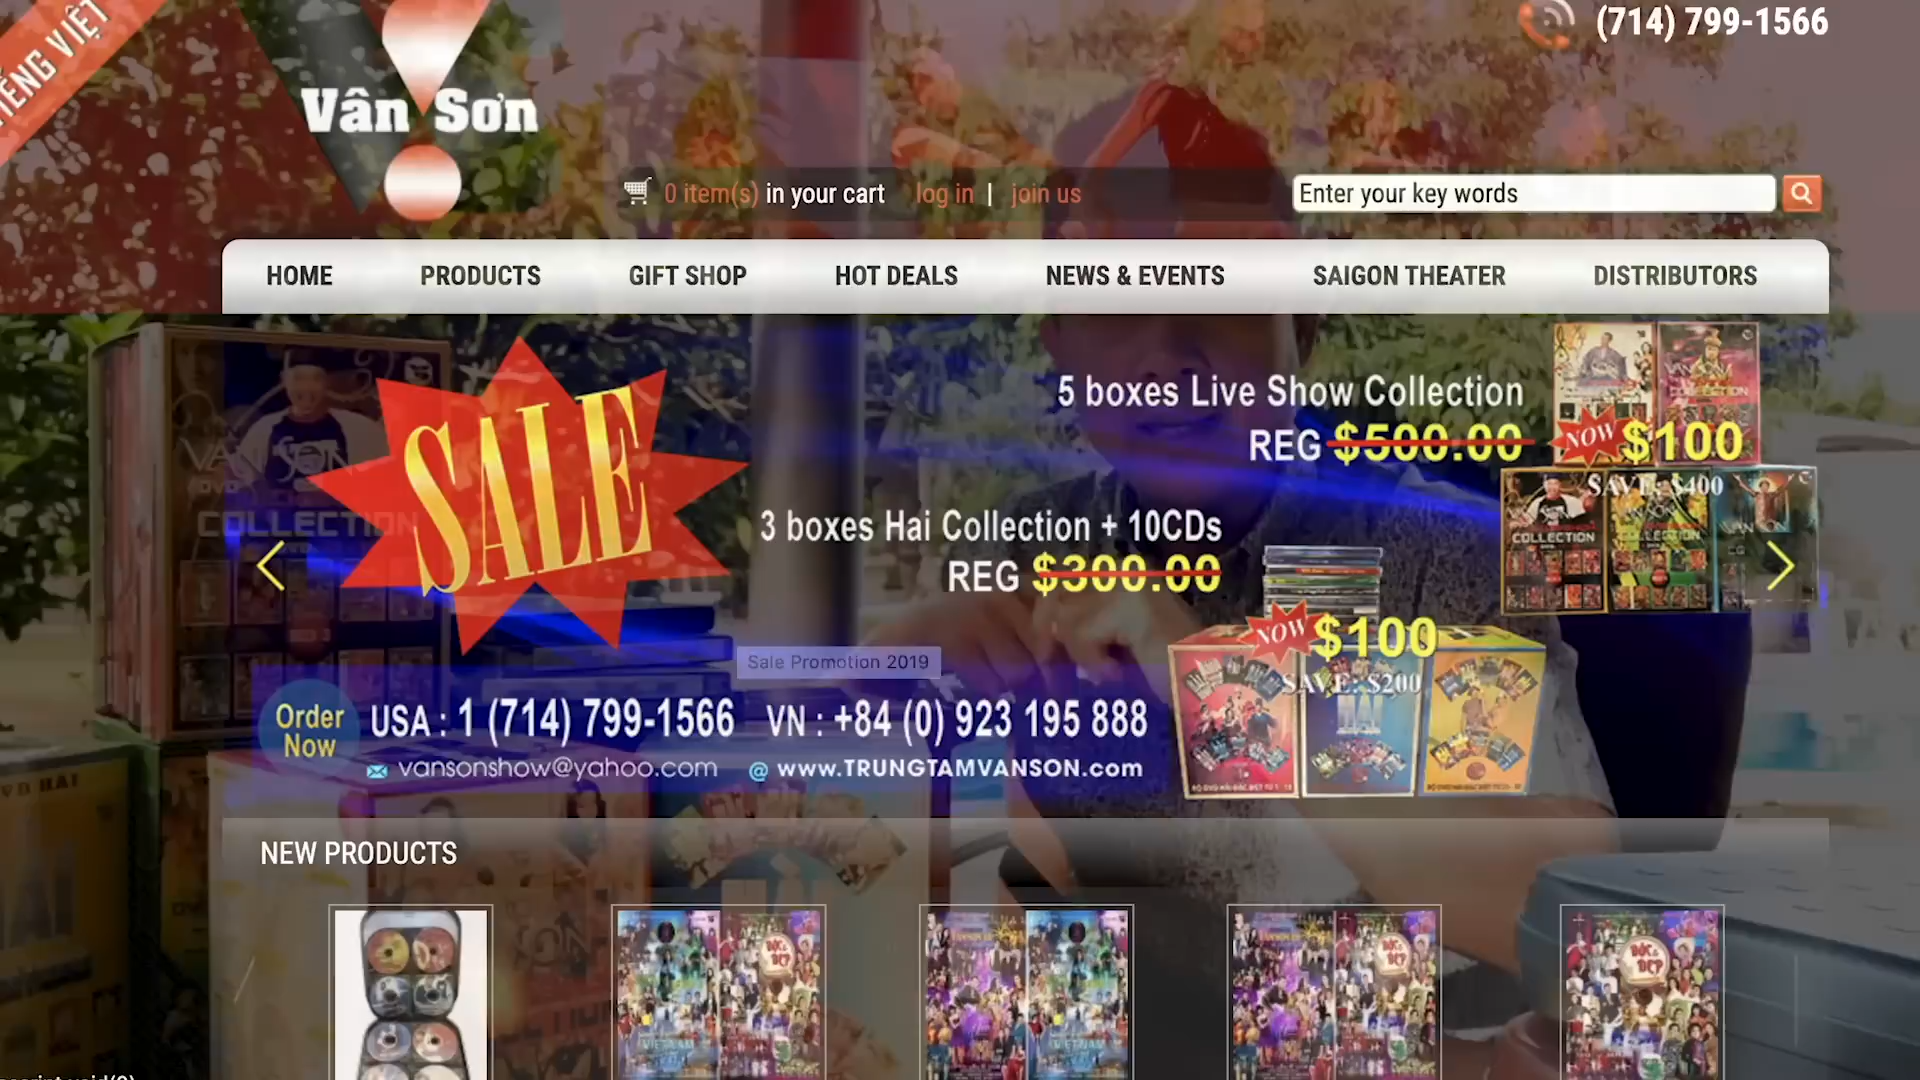 TIẾNG VIỆT
(714) 799-1566
Vân Sơn
0 item(s) in your cart log in | join us
Enter your key words
HOME PRODUCTS GIFT SHOP HOT DEALS NEWS & EVENTS SAIGON THEATER DISTRIBUTORS
SALE
5 boxes Live Show Collection
REG $500.00 NOW $100
SAVE: $400
3 boxes Hai Collection + 10CDs
REG $300.00
NOW $100
SAVE: $200
VAN SON
COLLECTION
COLLECTION
COLLECTION
HAI
Sale Promotion 2019
Order Now
USA : 1 (714) 799-1566 VN : +84 (0) 923 195 888
vansonshow@yahoo.com @ www.TRUNGTAMVANSON.com
NEW PRODUCTS